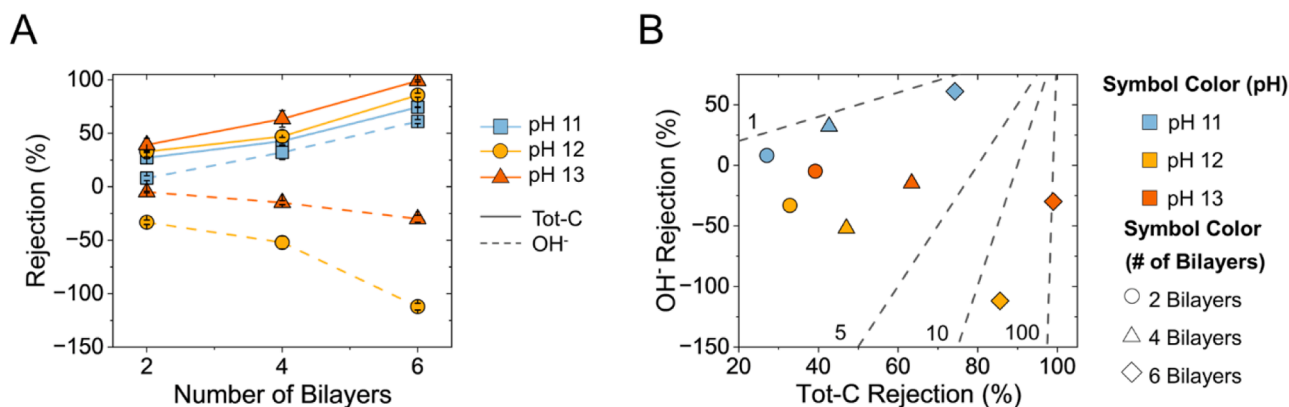 A
100
50
0
−50
−100
−150
2
4
6
Rejection (%)
Number of Bilayers
pH 11
pH 12
pH 13
Tot-C
OH⁻
B
50
0
−50
−100
−150
20
40
60
80
100
OH⁻ Rejection (%)
Tot-C Rejection (%)
1
5
10
100
Symbol Color (pH)
pH 11
pH 12
pH 13
Symbol Color
(# of Bilayers)
2 Bilayers
4 Bilayers
6 Bilayers